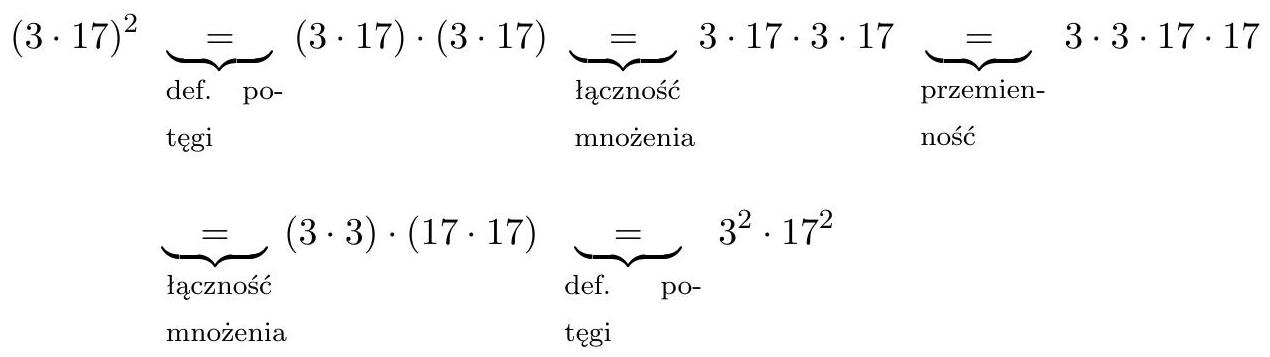 (3 · 17)² = (3 · 17) · (3 · 17) = 3 · 17 · 3 · 17 = 3 · 3 · 17 · 17
def. po- łączność przemien-
tęgi mnożenia ność
= (3 · 3) · (17 · 17) = 3² · 17²
łączność def. po-
mnożenia tęgi